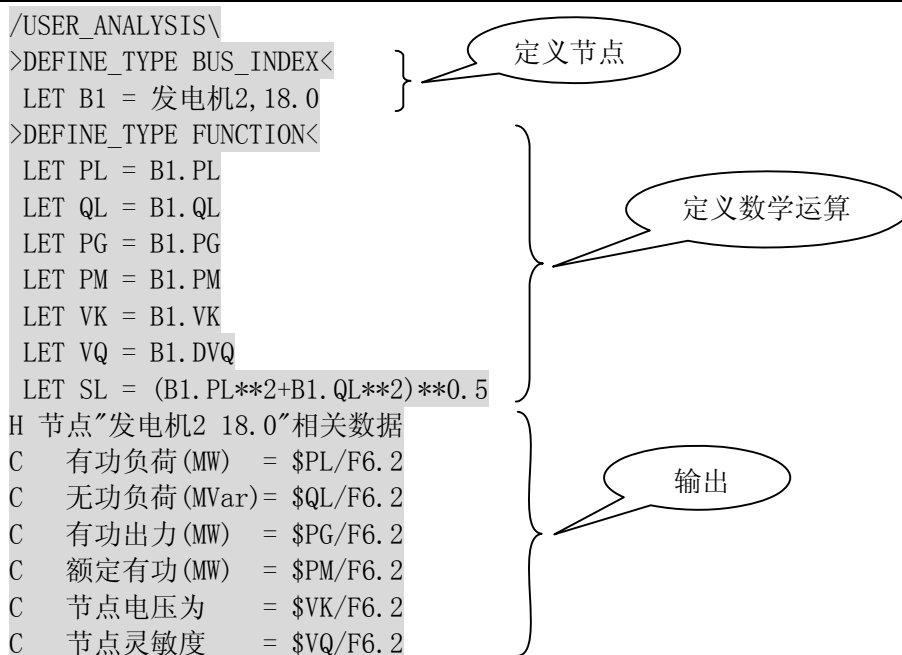 /USER_ANALYSIS\
>DEFINE_TYPE BUS_INDEX<
LET B1 = 发电机2,18.0
定义节点
>DEFINE_TYPE FUNCTION<
LET PL = B1.PL
LET QL = B1.QL
LET PG = B1.PG
LET PM = B1.PM
LET VK = B1.VK
LET VQ = B1.DVQ
LET SL = (B1.PL**2+B1.QL**2)**0.5
定义数学运算
H 节点"发电机2 18.0"相关数据
C 有功负荷(MW) = $PL/F6.2
C 无功负荷(MVar)= $QL/F6.2
C 有功出力(MW) = $PG/F6.2
C 额定有功(MW) = $PM/F6.2
C 节点电压为 = $VK/F6.2
C 节点灵敏度 = $VQ/F6.2
输出